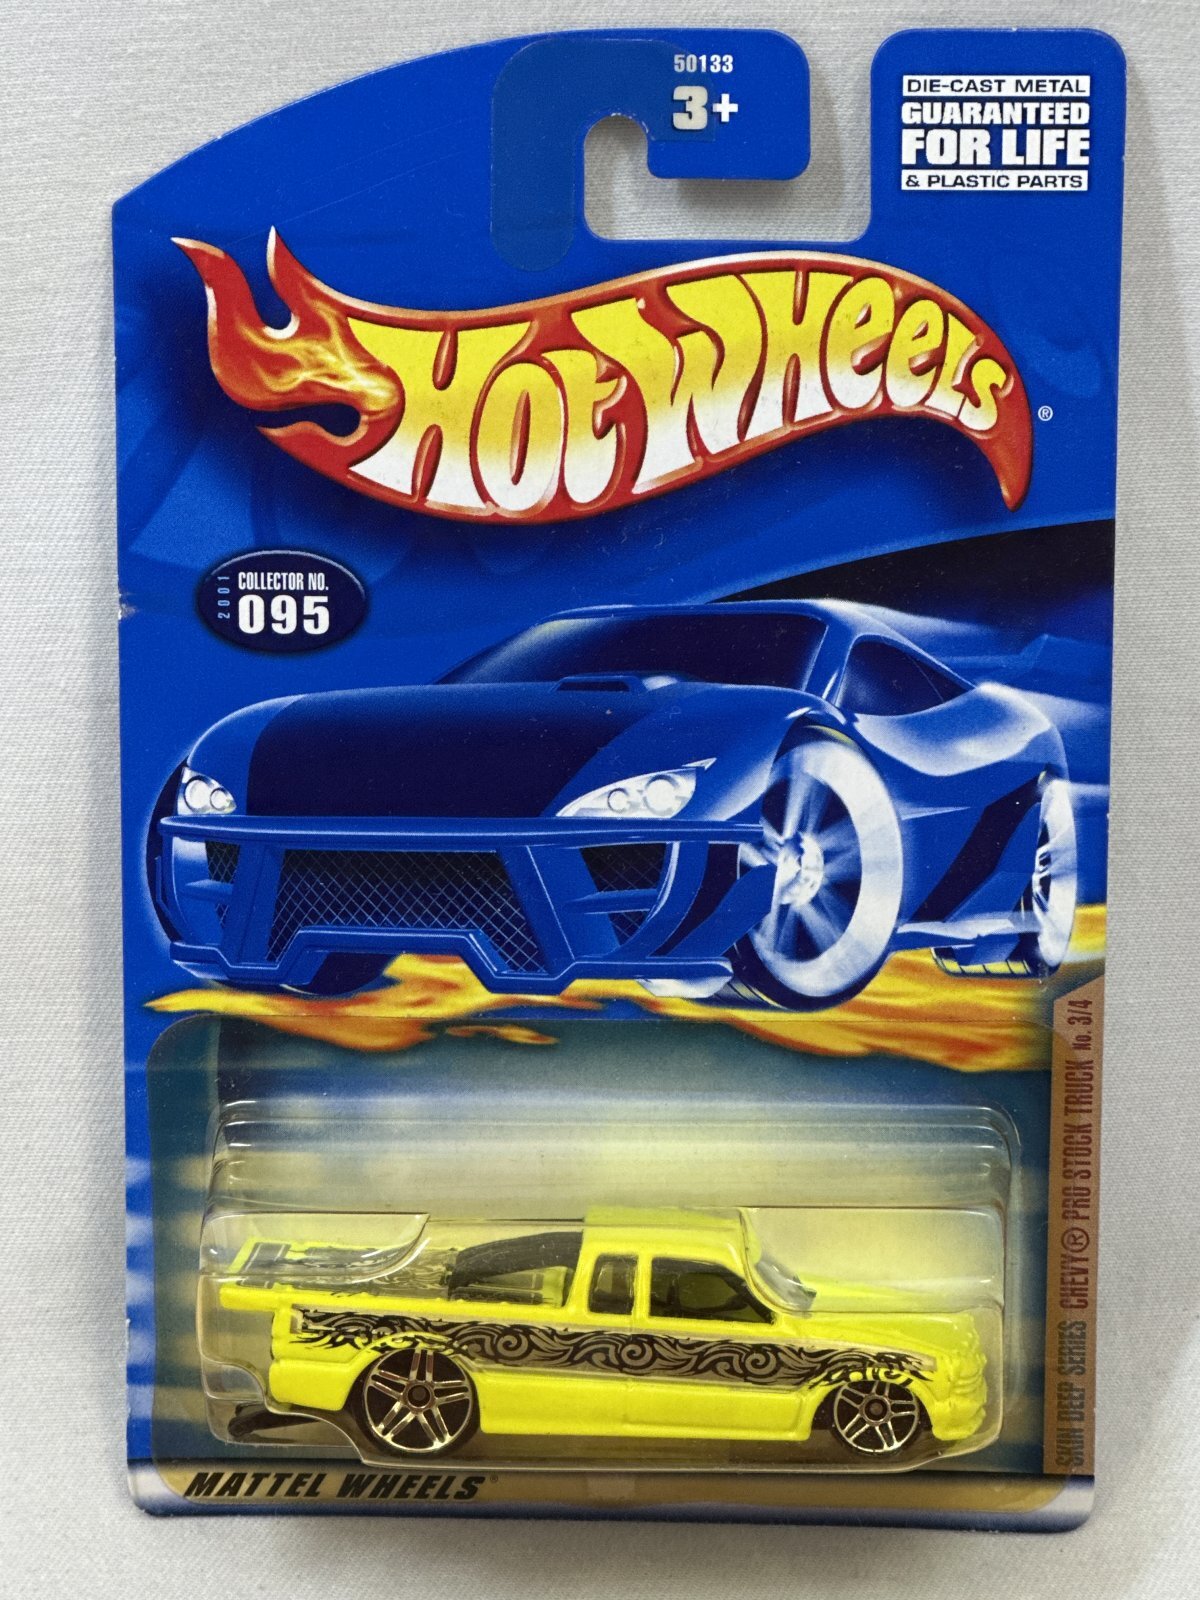 50133
3+
DIE-CAST METAL
GUARANTEED
FOR LIFE
& PLASTIC PARTS
HOT WHEELS®
2001
COLLECTOR NO.
095
SKIN DEEP SERIES CHEVY® PRO STOCK TRUCK No. 3/4
MATTEL WHEELS®